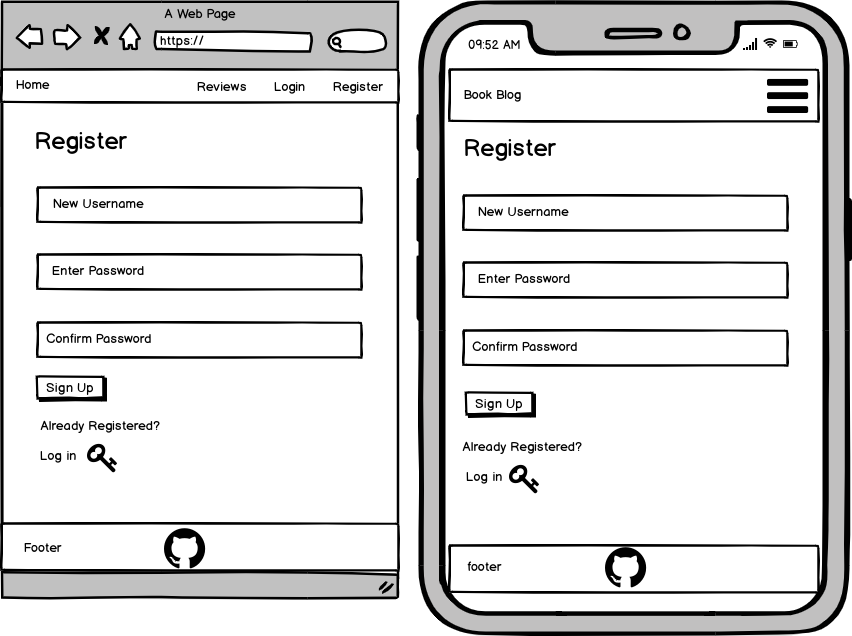 A Web Page
https://
Home
Reviews
Login
Register
Register
New Username
Enter Password
Confirm Password
Sign Up
Already Registered?
Log in
Footer
09:52 AM
Book Blog
Register
New Username
Enter Password
Confirm Password
Sign Up
Already Registered?
Log in
footer